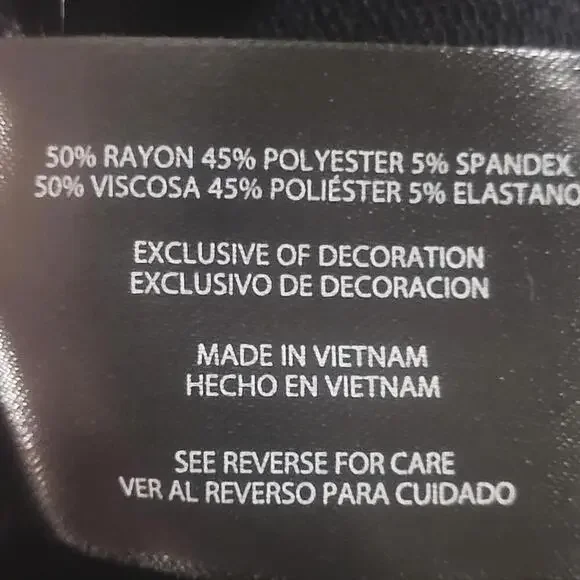 50% RAYON 45% POLYESTER 5% SPANDEX
50% VISCOSA 45% POLIÉSTER 5% ELASTANO
EXCLUSIVE OF DECORATION
EXCLUSIVO DE DECORACION
MADE IN VIETNAM
HECHO EN VIETNAM
SEE REVERSE FOR CARE
VER AL REVERSO PARA CUIDADO